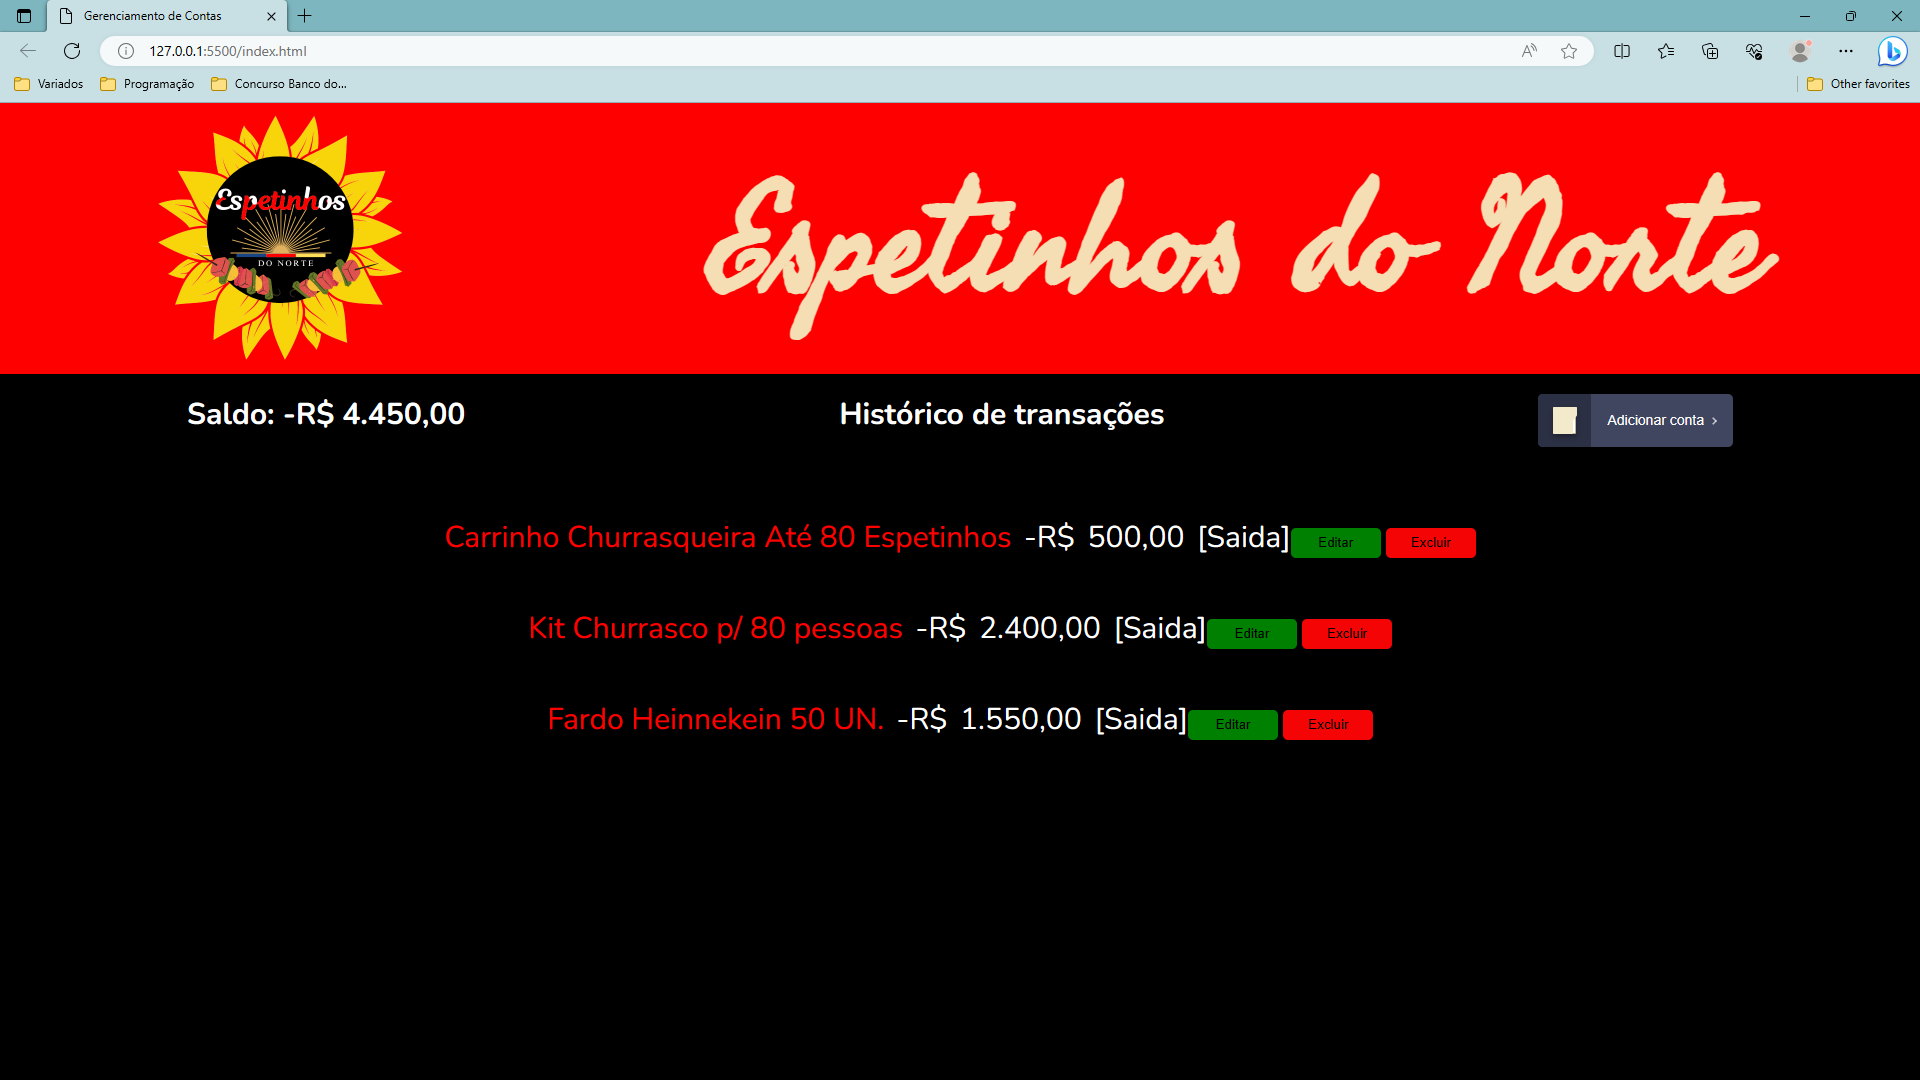 Gerenciamento de Contas
127.0.0.1:5500/index.html
Variados Programação Concurso Banco do... Other favorites
Espetinhos
DO NORTE
Espetinhos do Norte
Saldo: -R$ 4.450,00 Histórico de transações Adicionar conta ›
Carrinho Churrasqueira Até 80 Espetinhos -R$ 500,00 [Saida] Editar Excluir
Kit Churrasco p/ 80 pessoas -R$ 2.400,00 [Saida] Editar Excluir
Fardo Heinnekein 50 UN. -R$ 1.550,00 [Saida] Editar Excluir